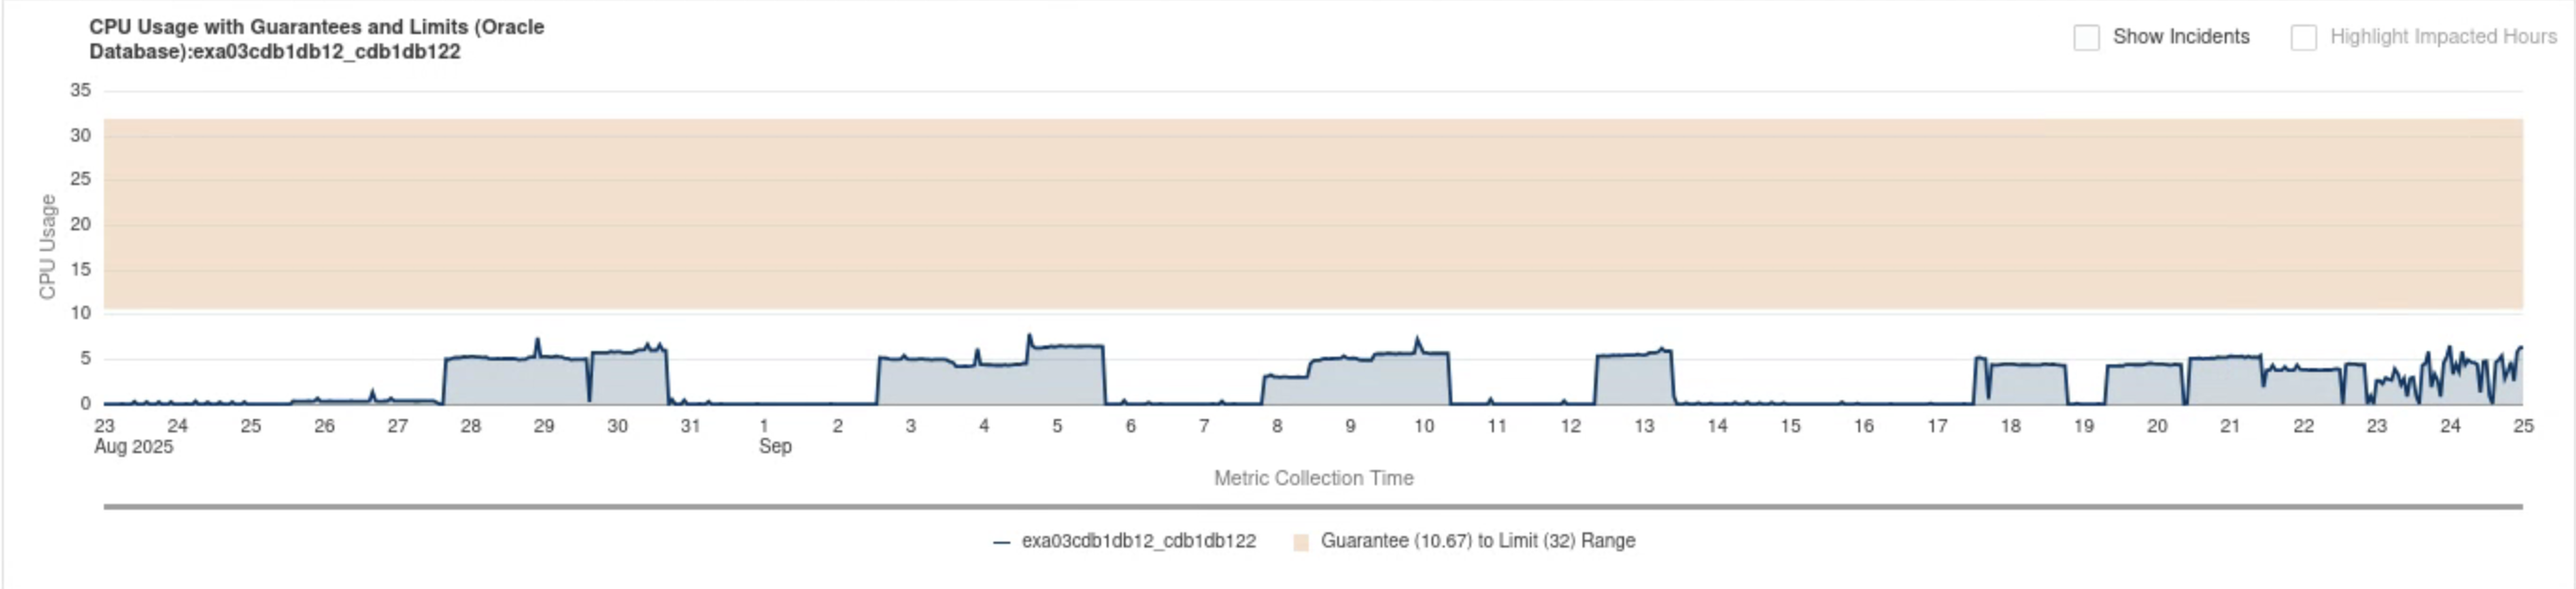 CPU Usage with Guarantees and Limits (Oracle
Database):exa03cdb1db12_cdb1db122
Show Incidents
Highlight Impacted Hours
35
30
25
20
15
10
5
0
CPU Usage
23 24 25 26 27 28 29 30 31 1 2 3 4 5 6 7 8 9 10 11 12 13 14 15 16 17 18 19 20 21 22 23 24 25
Aug 2025 Sep
Metric Collection Time
exa03cdb1db12_cdb1db122 Guarantee (10.67) to Limit (32) Range